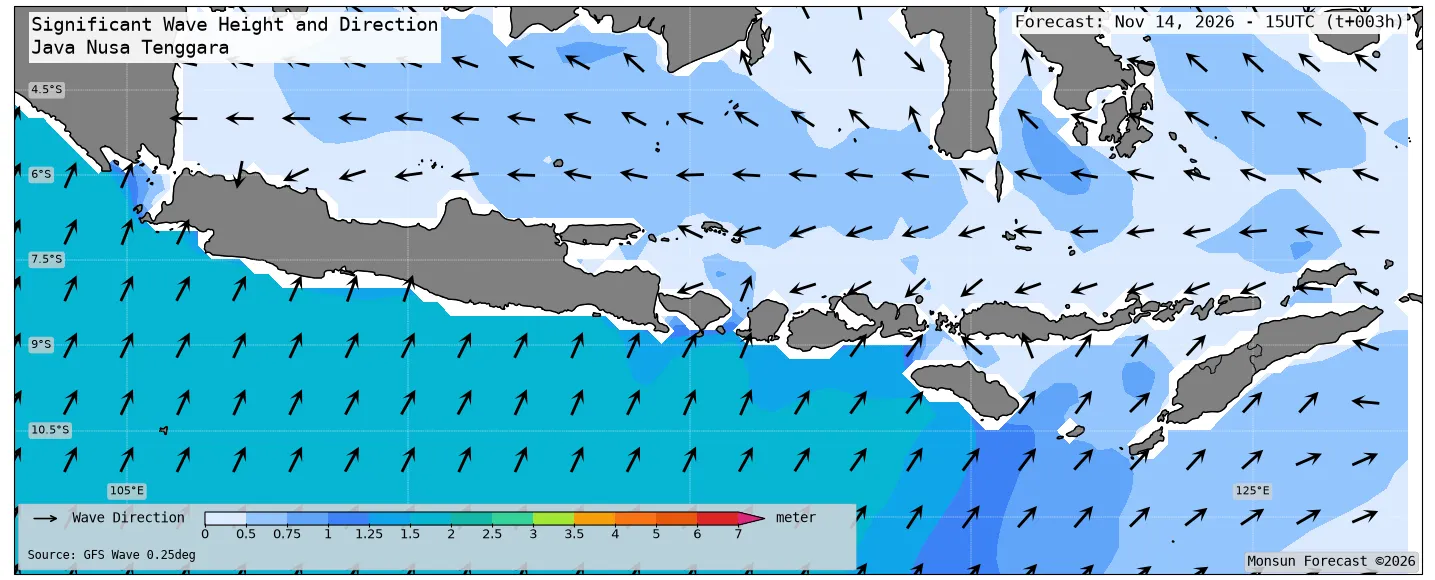 Significant Wave Height and Direction
Java Nusa Tenggara
Forecast: Nov 14, 2026 - 15UTC (t+003h)
4.5°S
6°S
7.5°S
9°S
10.5°S
105°E
125°E
Wave Direction
0 0.5 0.75 1 1.25 1.5 2 2.5 3 3.5 4 5 6 7
meter
Source: GFS Wave 0.25deg
Monsun Forecast ©2026